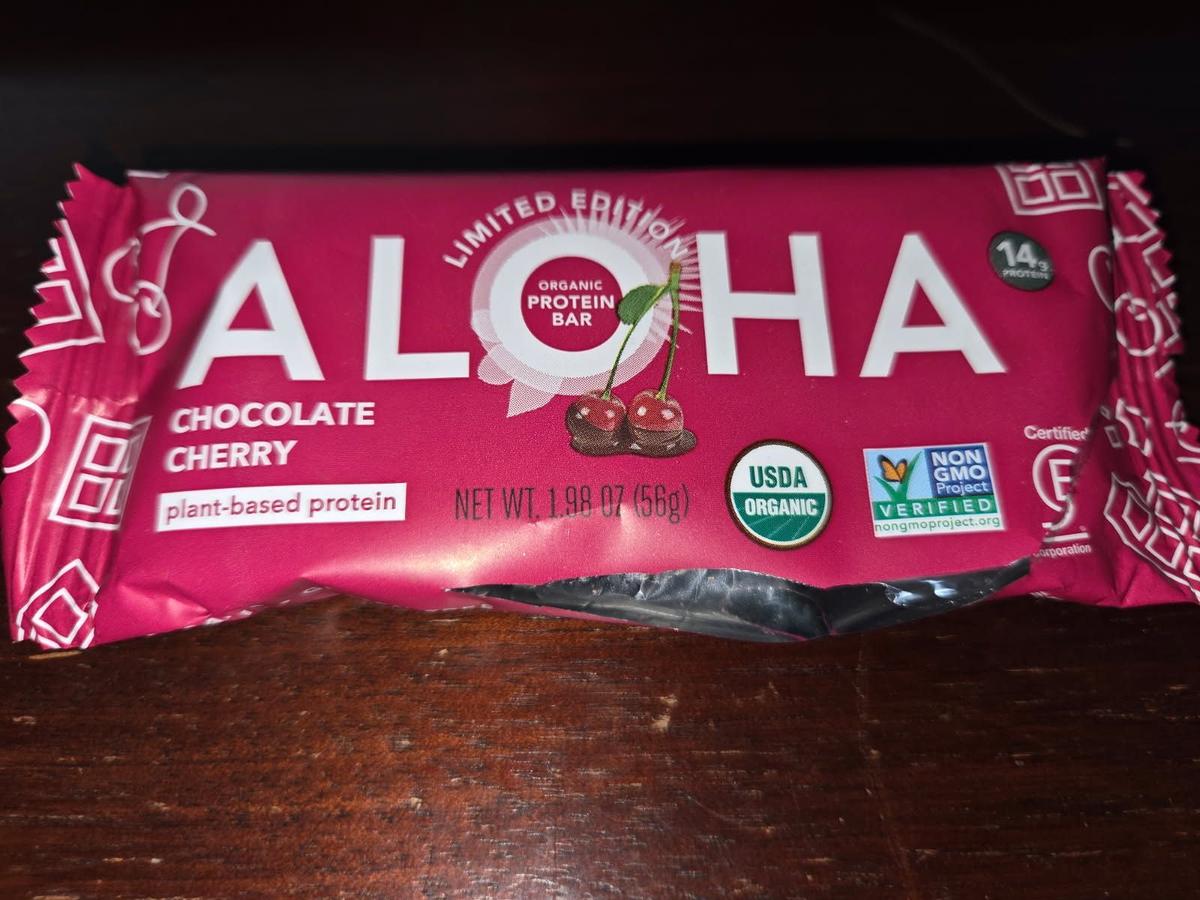 LIMITED EDITION
ALOHA
ORGANIC
PROTEIN
BAR
14g
PROTEIN
CHOCOLATE
CHERRY
plant-based protein
NET WT. 1.98 OZ (56g)
USDA
ORGANIC
NON
GMO
Project
VERIFIED
nongmoproject.org
Certified
Corporation